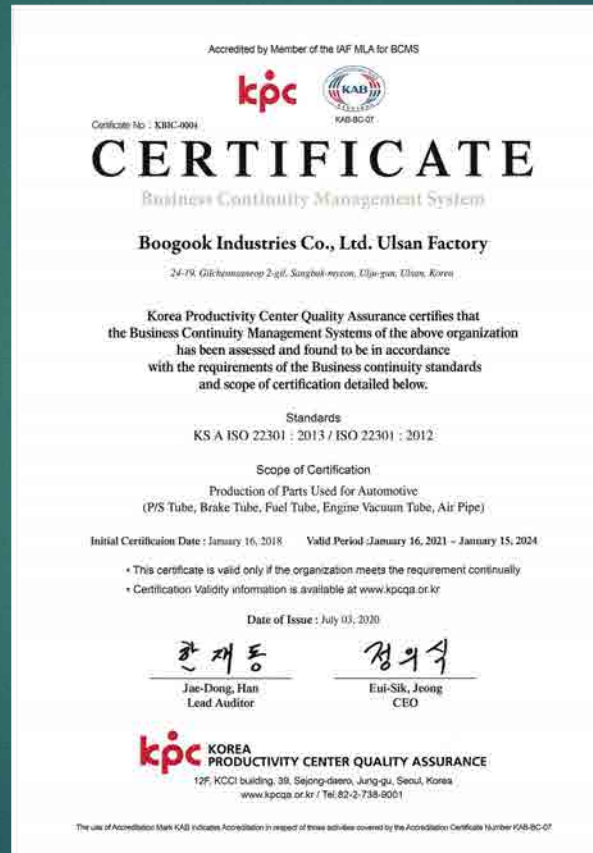 Accredited by Member of the IAF MLA for BCMS
kpc
KAB
KAB-BC-07
Certificate No : KBIC-0004
CERTIFICATE
Business Continuity Management System
Boogook Industries Co., Ltd. Ulsan Factory
24-19, Gilcheonsaneop 2-gil, Sangbuk-myeon, Ulju-gun, Ulsan, Korea
Korea Productivity Center Quality Assurance certifies that
the Business Continuity Management Systems of the above organization
has been assessed and found to be in accordance
with the requirements of the Business continuity standards
and scope of certification detailed below.
Standards
KS A ISO 22301 : 2013 / ISO 22301 : 2012
Scope of Certification
Production of Parts Used for Automotive
(P/S Tube, Brake Tube, Fuel Tube, Engine Vacuum Tube, Air Pipe)
Initial Certificaion Date : January 16, 2018 Valid Period :January 16, 2021 – January 15, 2024
• This certificate is valid only if the organization meets the requirement continually
• Certification Validity information is available at www.kpcqa.or.kr
Date of Issue : July 03, 2020
한재동 정의식
Jae-Dong, Han Eui-Sik, Jeong
Lead Auditor CEO
kpc KOREA
PRODUCTIVITY CENTER QUALITY ASSURANCE
12F, KCCI building, 39, Sejong-daero, Jung-gu, Seoul, Korea
www.kpcqa.or.kr / Tel.82-2-738-9001
The use of Accreditation Mark KAB indicates Accreditation in respect of those activities covered by the Accreditation Certificate Number KAB-BC-07